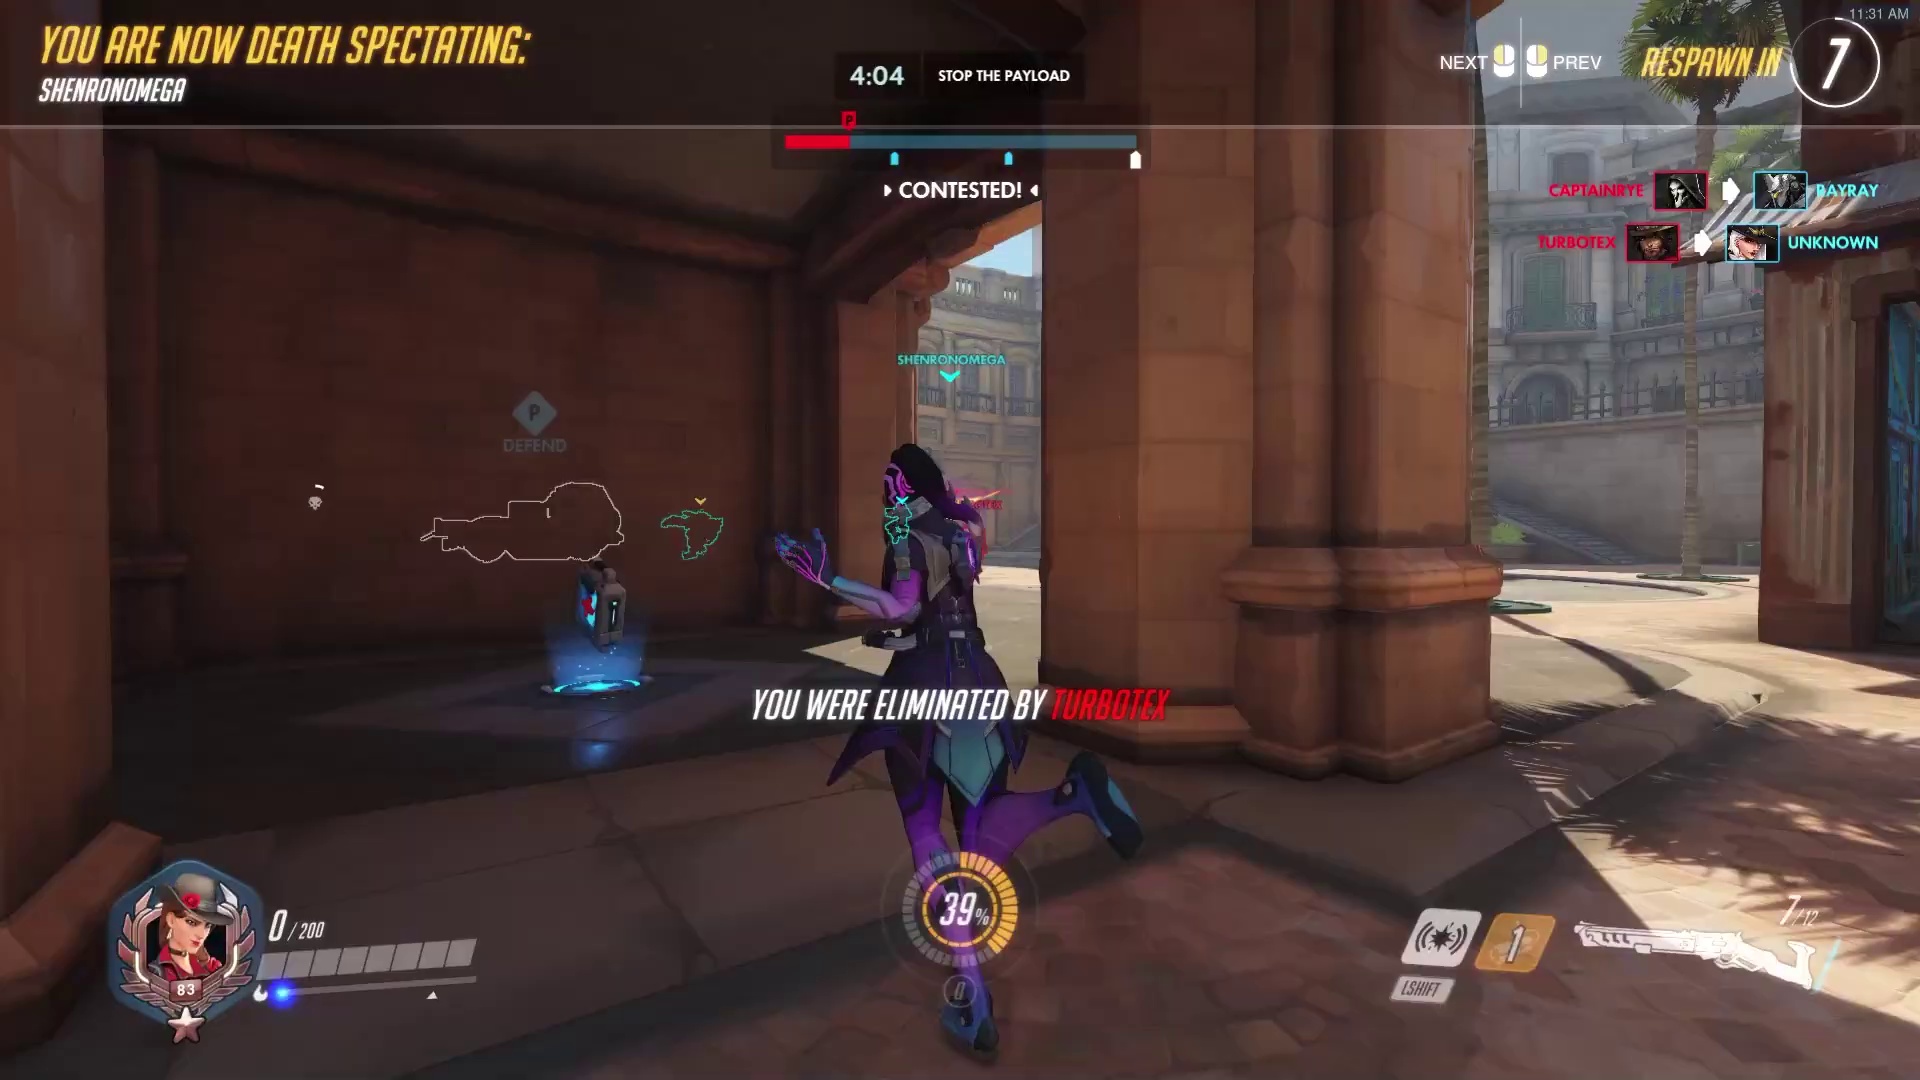 11:31 AM
YOU ARE NOW DEATH SPECTATING:
SHENRONOMEGA
4:04 STOP THE PAYLOAD
NEXT PREV
RESPAWN IN 7
P
CONTESTED!
CAPTAINRYE BAYRAY
TURBOTEX UNKNOWN
SHENRONOMEGA
P
DEFEND
YOU WERE ELIMINATED BY TURBOTEX
39%
0/200
83
0
1
7/12
LSHIFT